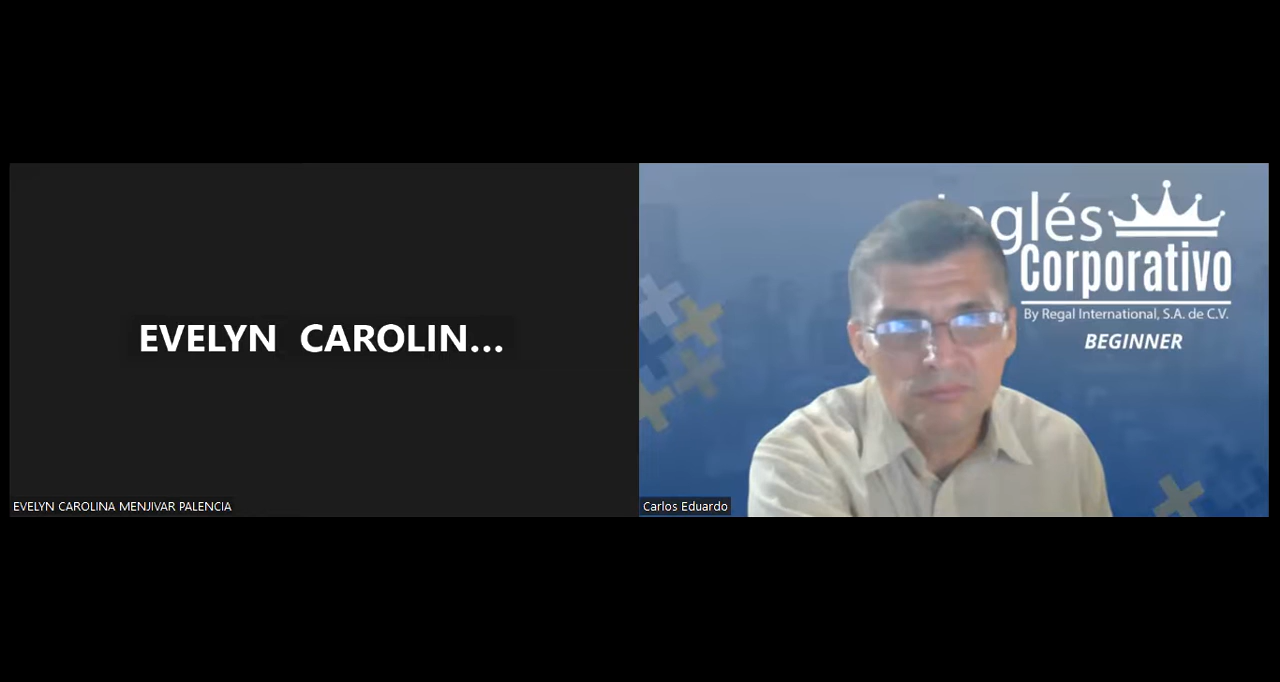 EVELYN CAROLIN...
EVELYN CAROLINA MENJIVAR PALENCIA
inglés
Corporativo
By Regal International, S.A. de C.V.
BEGINNER
Carlos Eduardo